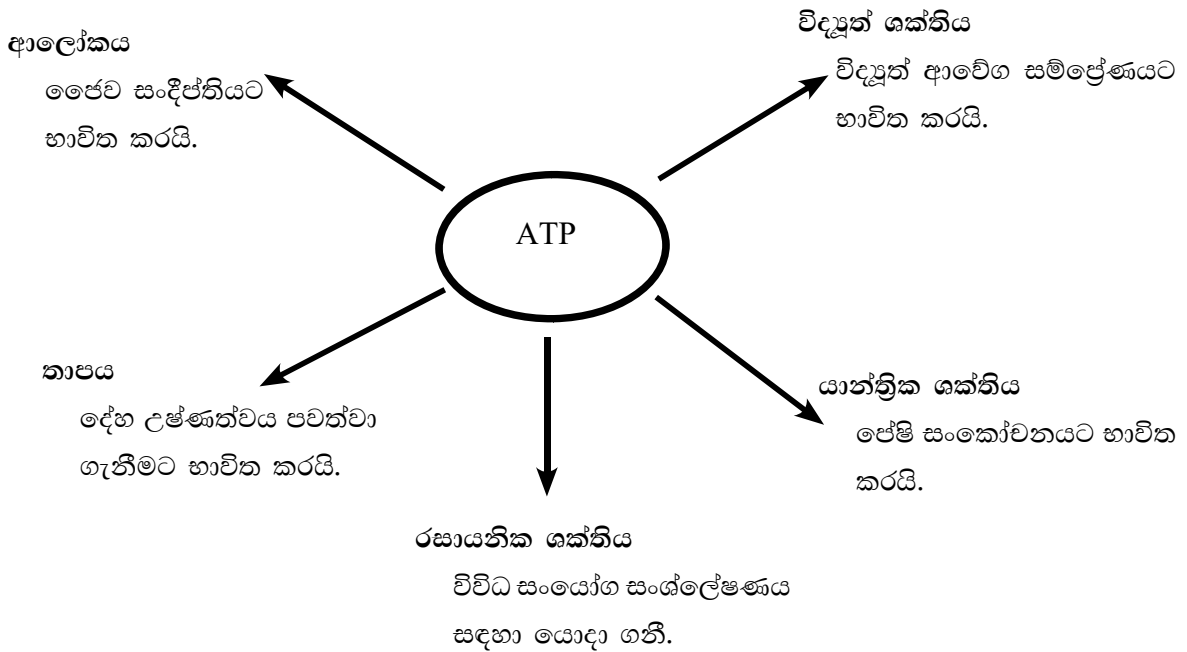 ආලෝකය
ජෛව සංදීප්තියට
භාවිත කරයි.
විද්‍යුත් ශක්තිය
විද්‍යුත් ආවේග සම්ප්‍රේණයට
භාවිත කරයි.
ATP
තාපය
දේහ උෂ්ණත්වය පවත්වා
ගැනීමට භාවිත කරයි.
යාන්ත්‍රික ශක්තිය
පේෂි සංකෝචනයට භාවිත
කරයි.
රසායනික ශක්තිය
විවිධ සංයෝග සංශ්ලේෂණය
සඳහා යොදා ගනී.